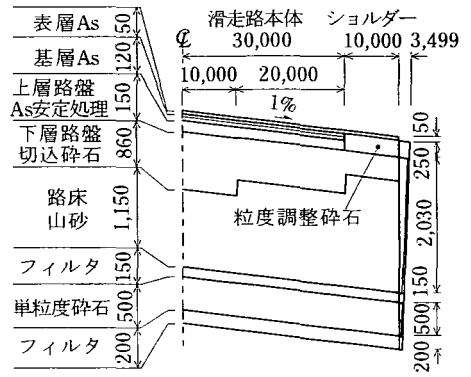 滑走路本体 ショルダー
℄ 30,000 10,000 3,499
10,000 20,000
1%
表層As 50
基層As 120
上層路盤
As安定処理 150
下層路盤
切込砕石 860
路床
山砂 1,150
フィルタ 150
単粒度砕石 500
フィルタ 200
粒度調整砕石
150
250
2,030
150
500
200